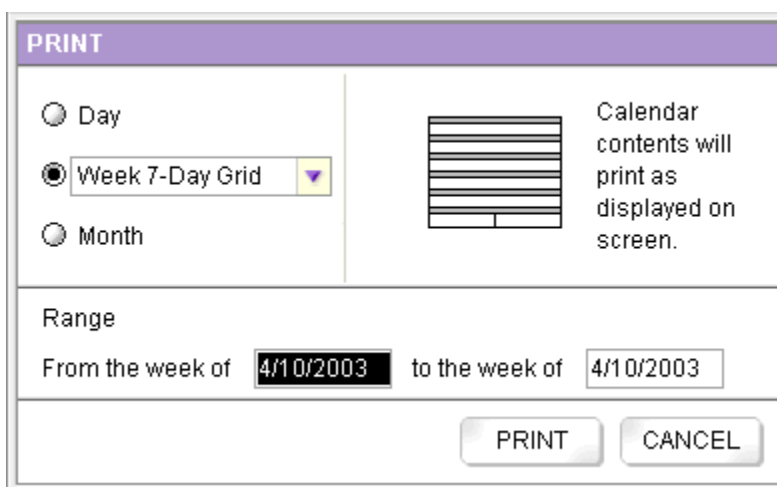 PRINT
Day
Week 7-Day Grid
Month
Calendar
contents will
print as
displayed on
screen.
Range
From the week of 4/10/2003 to the week of 4/10/2003
PRINT CANCEL